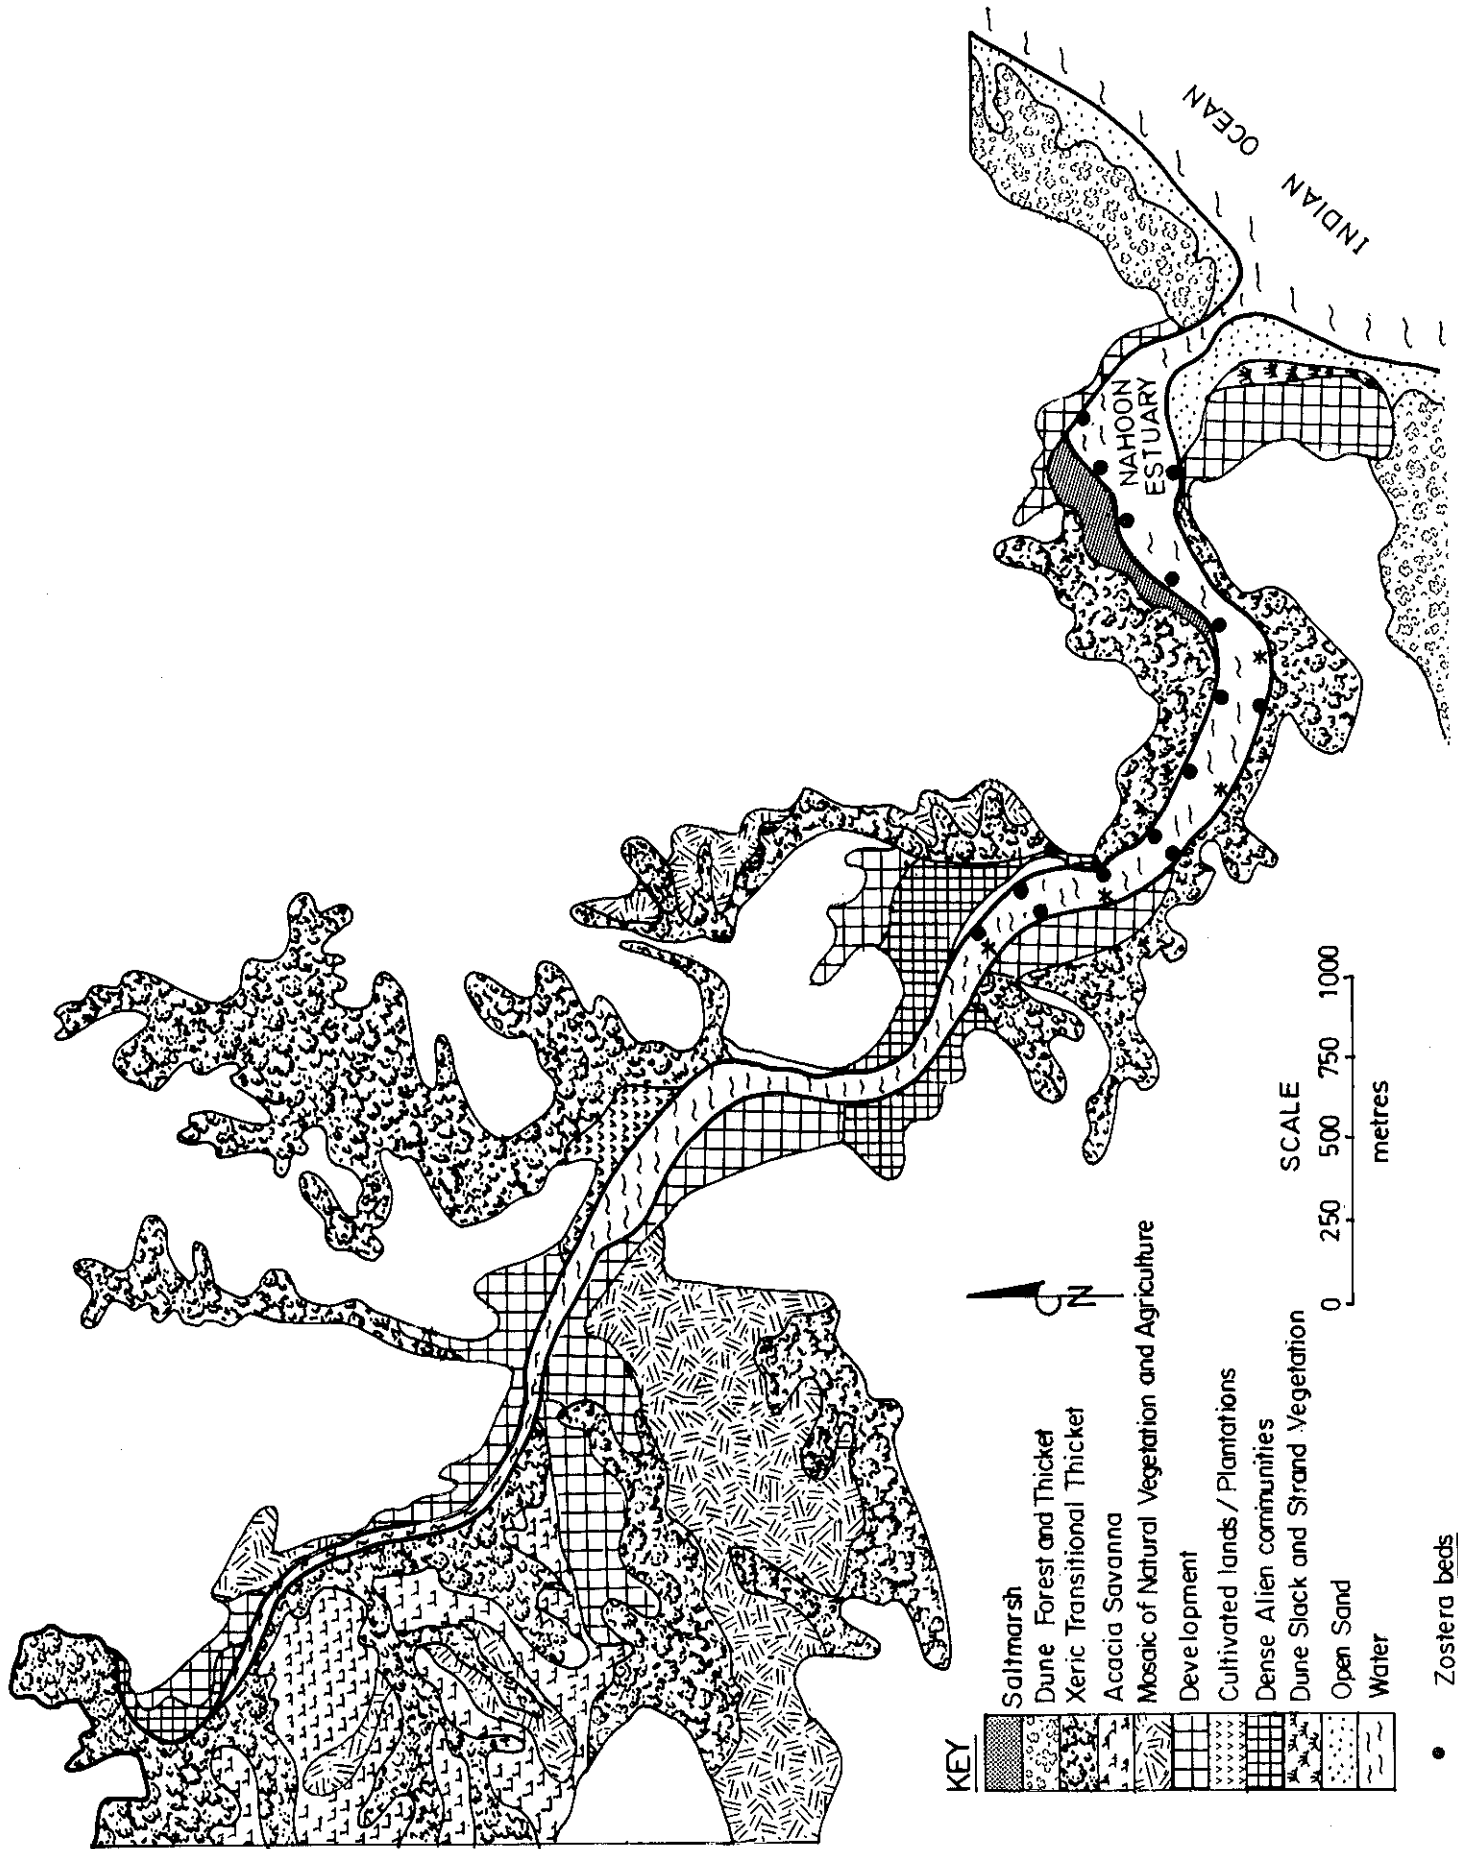 INDIAN OCEAN
NAHOON
ESTUARY
KEY
Saltmarsh
Dune Forest and Thicket
Xeric Transitional Thicket
Acacia Savanna
Mosaic of Natural Vegetation and Agriculture
Development
Cultivated lands / Plantations
Dense Alien communities
Dune Slack and Strand Vegetation
Open Sand
Water
Zostera beds
N
SCALE
0 250 500 750 1000
metres